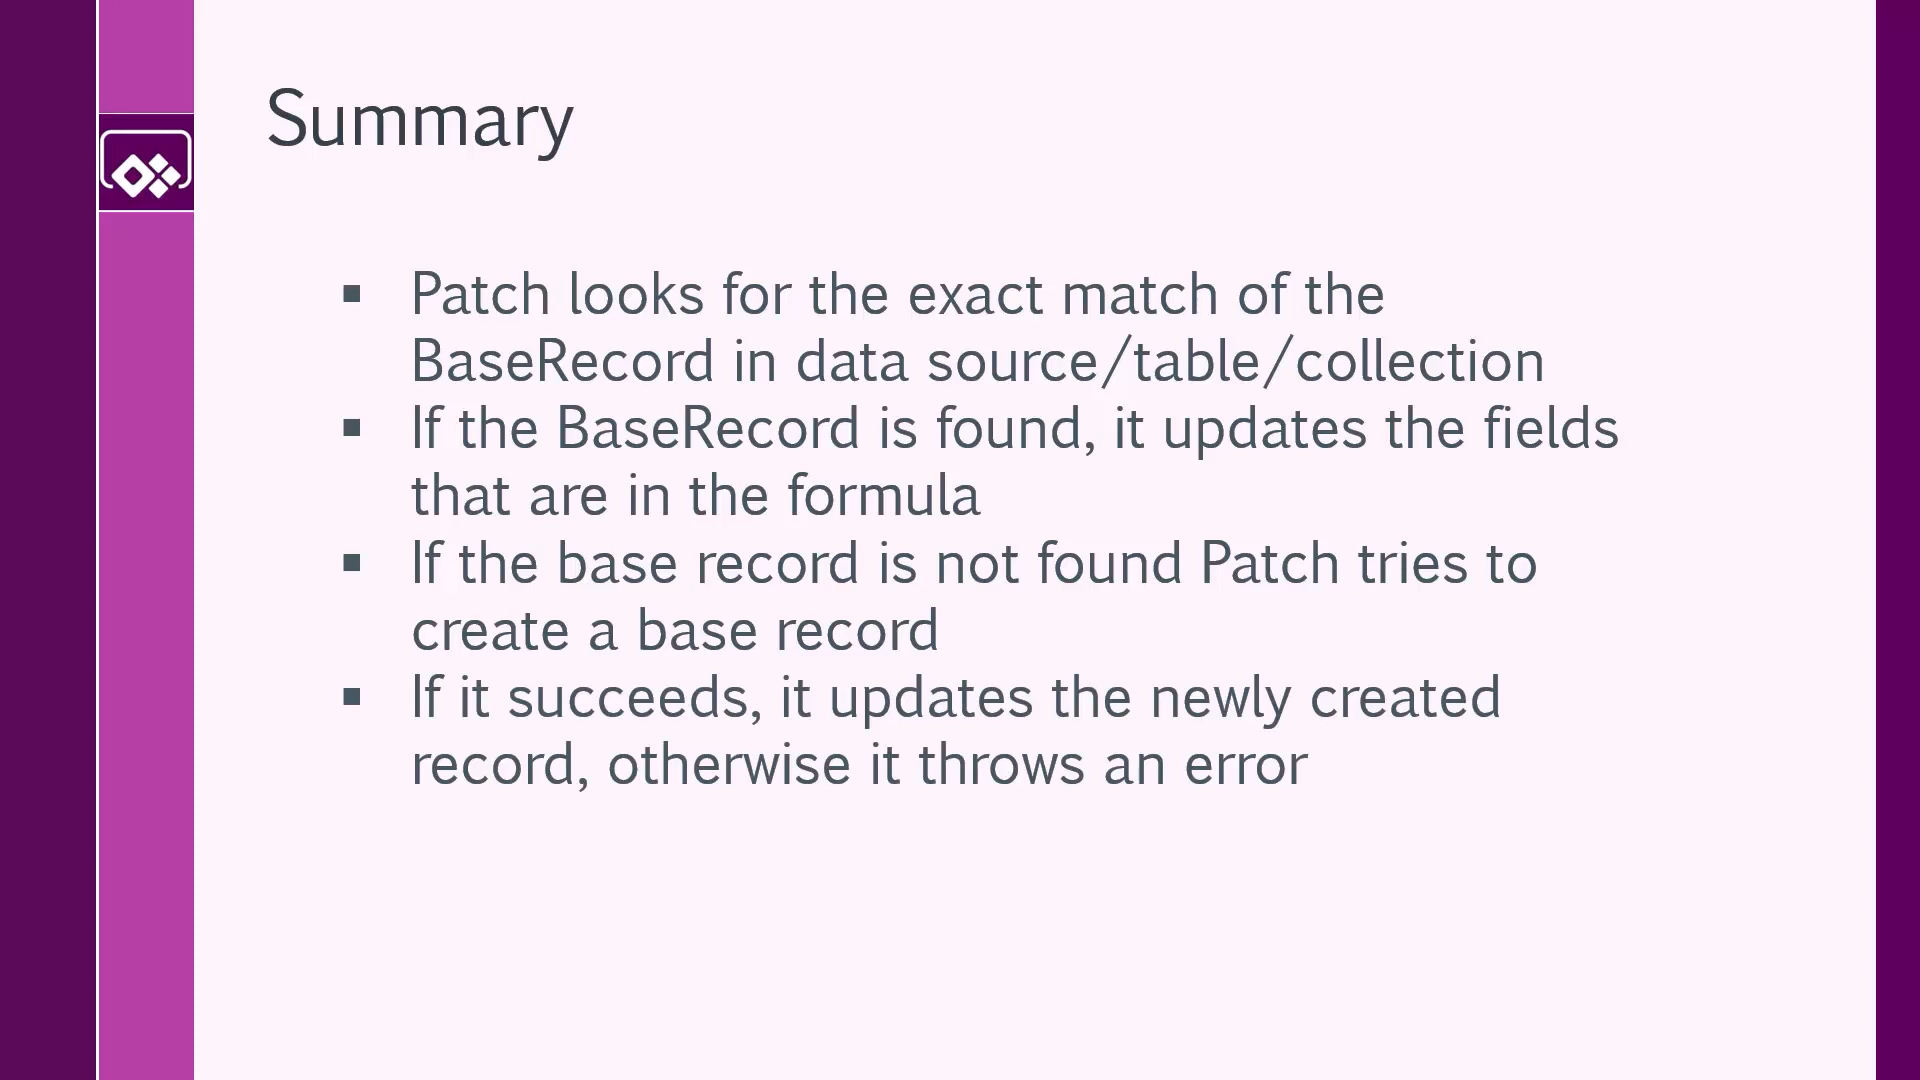 Summary
▪ Patch looks for the exact match of the
BaseRecord in data source/table/collection
▪ If the BaseRecord is found, it updates the fields
that are in the formula
▪ If the base record is not found Patch tries to
create a base record
▪ If it succeeds, it updates the newly created
record, otherwise it throws an error